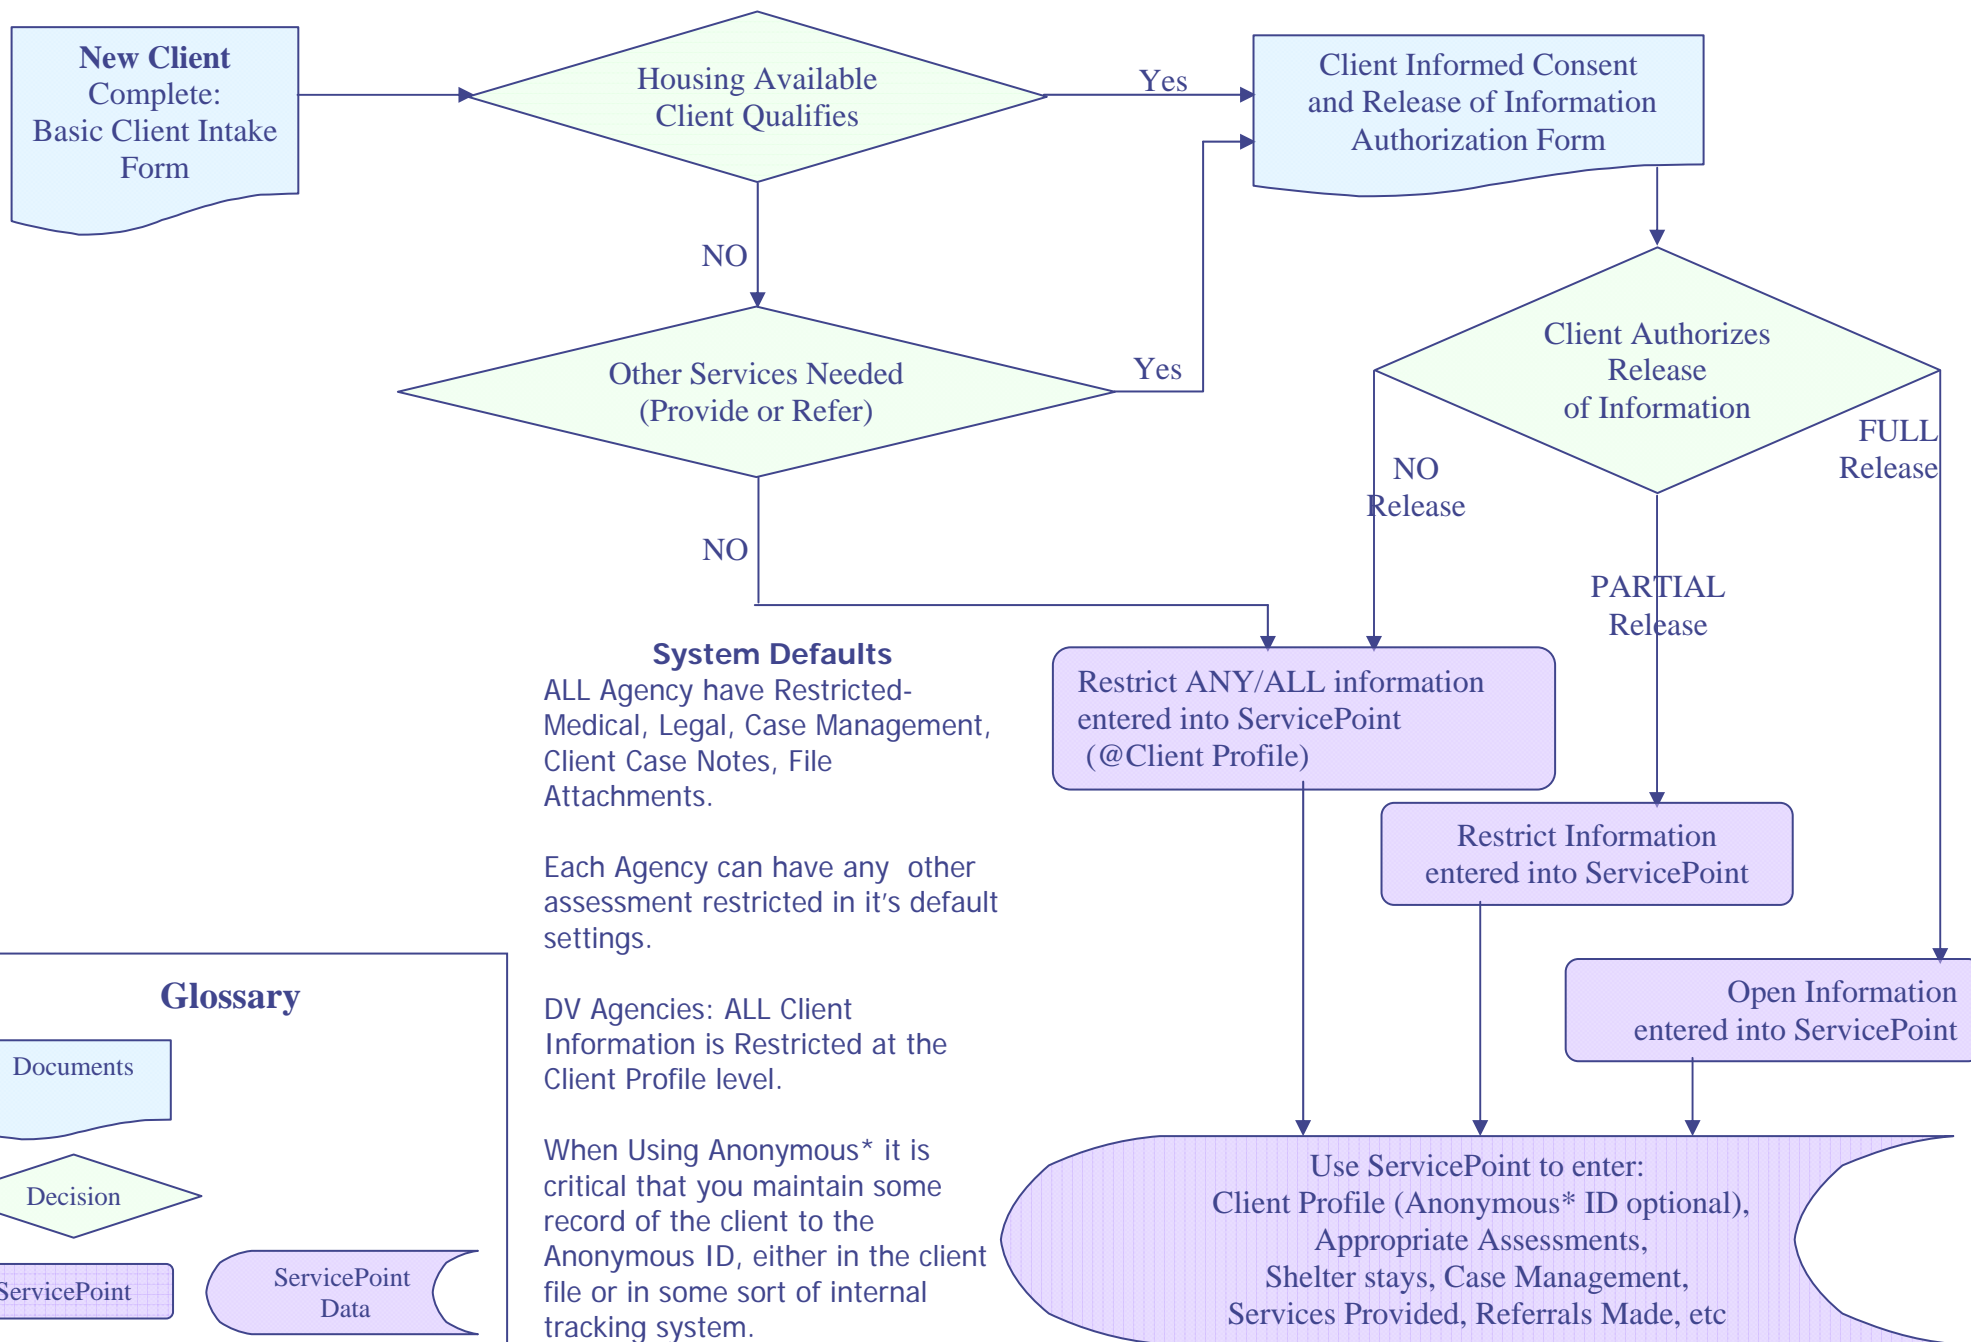 New Client
Complete:
Basic Client Intake
Form
Housing Available
Client Qualifies
Yes
Client Informed Consent
and Release of Information
Authorization Form
NO
Other Services Needed
(Provide or Refer)
Yes
Client Authorizes
Release
of Information
NO
Release
FULL
Release
PARTIAL
Release
NO
Restrict ANY/ALL information
entered into ServicePoint
(@Client Profile)
Restrict Information
entered into ServicePoint
Open Information
entered into ServicePoint
System Defaults
ALL Agency have Restricted-
Medical, Legal, Case Management,
Client Case Notes, File
Attachments.
Each Agency can have any  other
assessment restricted in it's default
settings.
DV Agencies: ALL Client
Information is Restricted at the
Client Profile level.
When Using Anonymous* it is
critical that you maintain some
record of the client to the
Anonymous ID, either in the client
file or in some sort of internal
tracking system.
Use ServicePoint to enter:
Client Profile (Anonymous* ID optional),
Appropriate Assessments,
Shelter stays, Case Management,
Services Provided, Referrals Made, etc
Glossary
Documents
Decision
ServicePoint
ServicePoint
Data